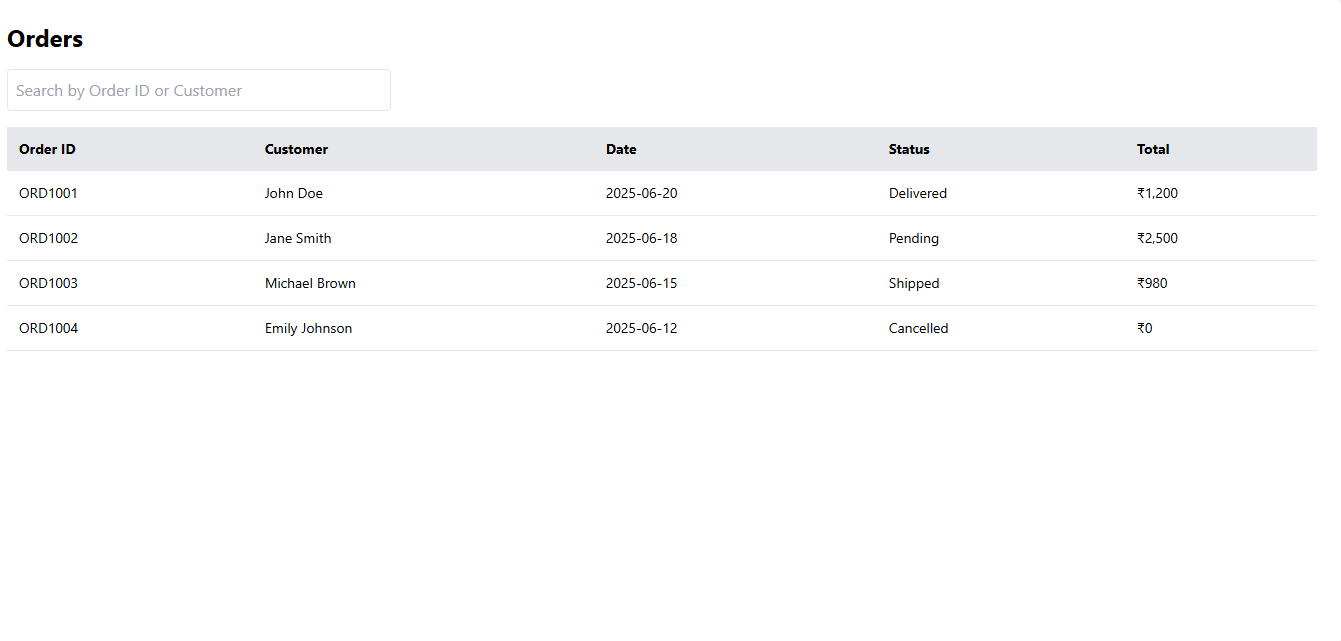 Orders
Search by Order ID or Customer
Order ID Customer Date Status Total
ORD1001 John Doe 2025-06-20 Delivered ₹1,200
ORD1002 Jane Smith 2025-06-18 Pending ₹2,500
ORD1003 Michael Brown 2025-06-15 Shipped ₹980
ORD1004 Emily Johnson 2025-06-12 Cancelled ₹0